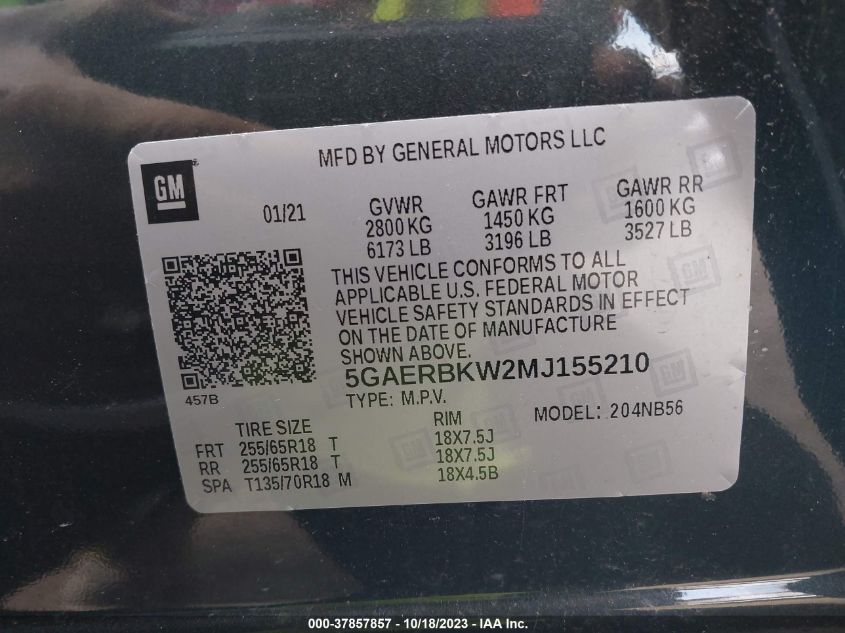 MFD BY GENERAL MOTORS LLC
GM
01/21
GVWR GAWR FRT GAWR RR
2800 KG 1450 KG 1600 KG
6173 LB 3196 LB 3527 LB
THIS VEHICLE CONFORMS TO ALL
APPLICABLE U.S. FEDERAL MOTOR
VEHICLE SAFETY STANDARDS IN EFFECT
ON THE DATE OF MANUFACTURE
SHOWN ABOVE.
457B
5GAERBKW2MJ155210
TYPE: M.P.V. MODEL: 204NB56
TIRE SIZE RIM
FRT 255/65R18 T 18X7.5J
RR 255/65R18 T 18X7.5J
SPA T135/70R18 M 18X4.5B
000-37857857 - 10/18/2023 - IAA Inc.